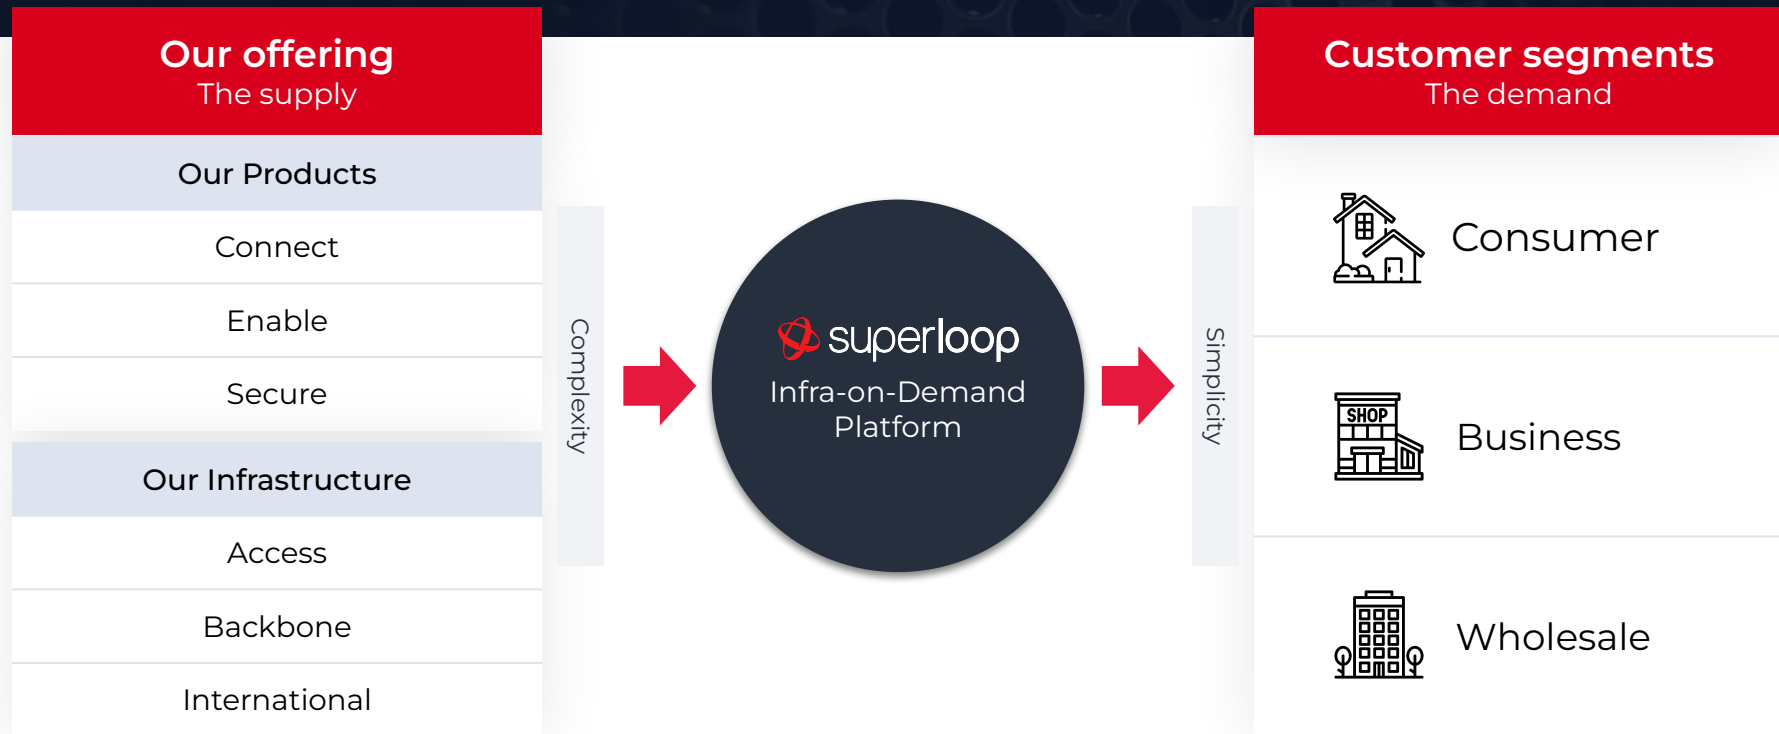 Our offering
The supply
Our Products
Connect
Enable
Secure
Our Infrastructure
Access
Backbone
International
Complexity
superloop
Infra-on-Demand
Platform
Simplicity
Customer segments
The demand
Consumer
SHOP
Business
Wholesale